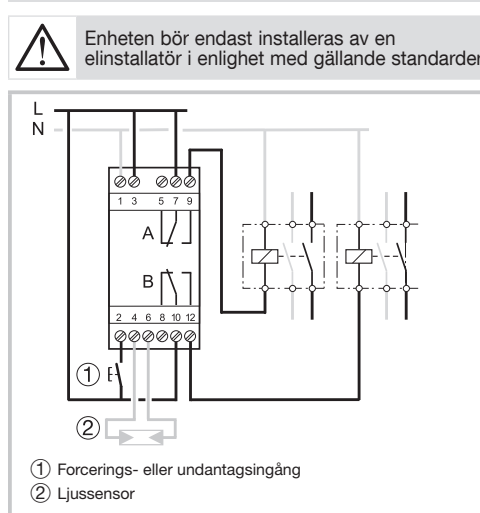 Enheten bör endast installeras av en
elinstallatör i enlighet med gällande standarder
L
N
1 3 5 7 9
A
B
2 4 6 8 10 12
1
2
1 Forcerings- eller undantagsingång
2 Ljussensor